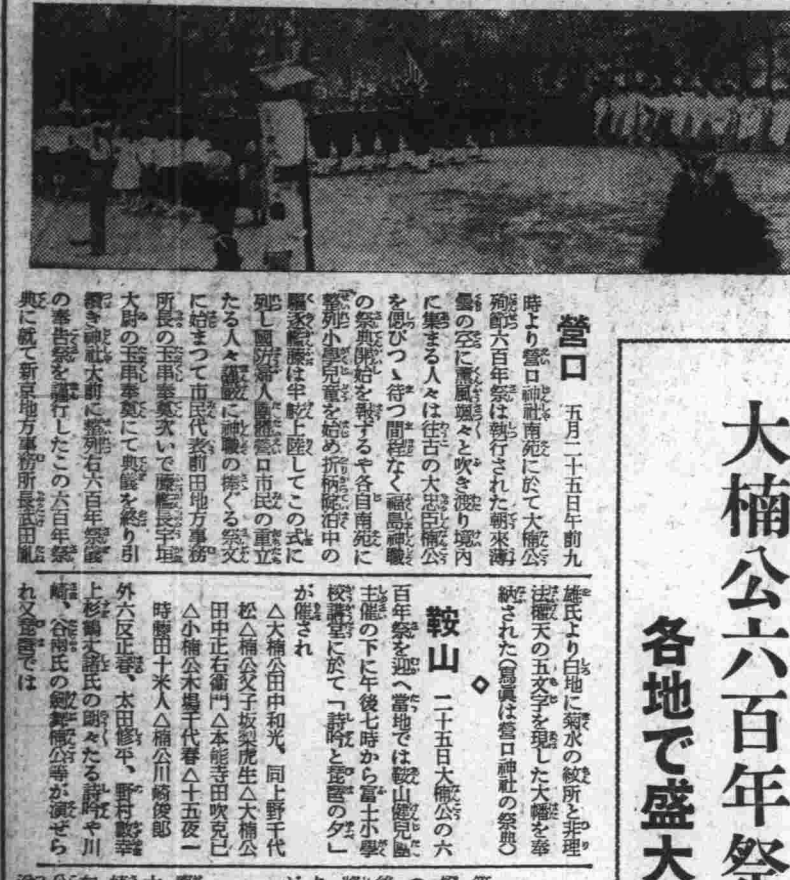 大楠公六百年祭
各地で盛大
營口 五月二十五日午前九
時より營口神社南苑に於て大楠公
殉節六百年祭は執行された朝來薄
曇の空に薫風颯々と吹き渡り境內
に集まる人々は往古の大忠臣楠公
を偲びつゝ待つ間程なく福島神職
の祭典開始を報ずるや各自南苑に
整列小學兒童を始め折柄碇泊中の
驅逐艦藤は半舷上陸してこの式に
列し國防婦人團體營口市民の重立
たる人々謹嚴に神職の捧ぐる祭文
に始まつて市民代表前田地方事務
所長の玉串奉奠次いで藤艦長宇垣
大尉の玉串奉奠にて典儀を終り引
續き神社大前に整列右六百年祭儀
の奉告祭を謹行したこの六百年祭
典に就て新京地方事務所長武田胤
雄氏より白地に菊水の紋所と非理
法權天の五文字を現した大幡を奉
納された(寫眞は營口神社の祭典)
◇
鞍山 二十五日大楠公の六
百年祭を迎へ當地では鞍山健兒團
主催の下に午後七時から富士小學
校講堂に於て「詩吟と琵琶の夕」
が催され
△大楠公田中和光、同上野千代
松△楠公父子坂梨虎生△大楠公
田中正右衞門△本能寺田吹克已
△小楠公木場千代春△十五夜一
時藤田十米人△楠公川崎俊郎
外六反正春、太田修平、野村數幸
上杉鶴丈諸氏の朗々たる詩吟や川
崎、谷兩氏の劍舞楠公等が演ぜら
れ又琵琶では